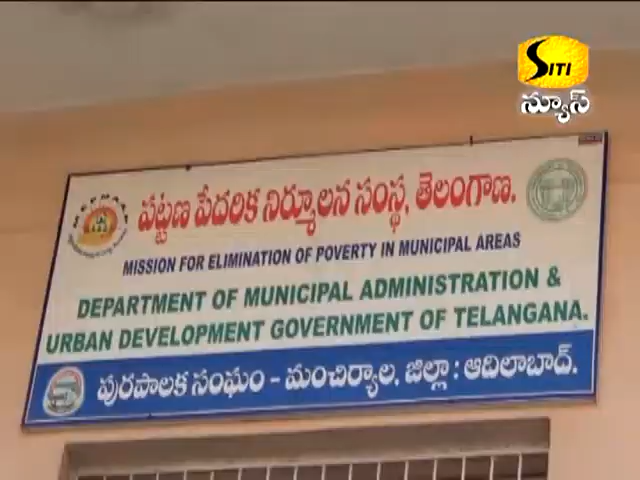 SITI
న్యూస్
MEPMA
పట్టణ పేదరిక నిర్మూలన సంస్థ, తెలంగాణ.
MISSION FOR ELIMINATION OF POVERTY IN MUNICIPAL AREAS
DEPARTMENT OF MUNICIPAL ADMINISTRATION &
URBAN DEVELOPMENT GOVERNMENT OF TELANGANA.
పురపాలక సంఘం - మంచిర్యాల, జిల్లా : ఆదిలాబాద్.